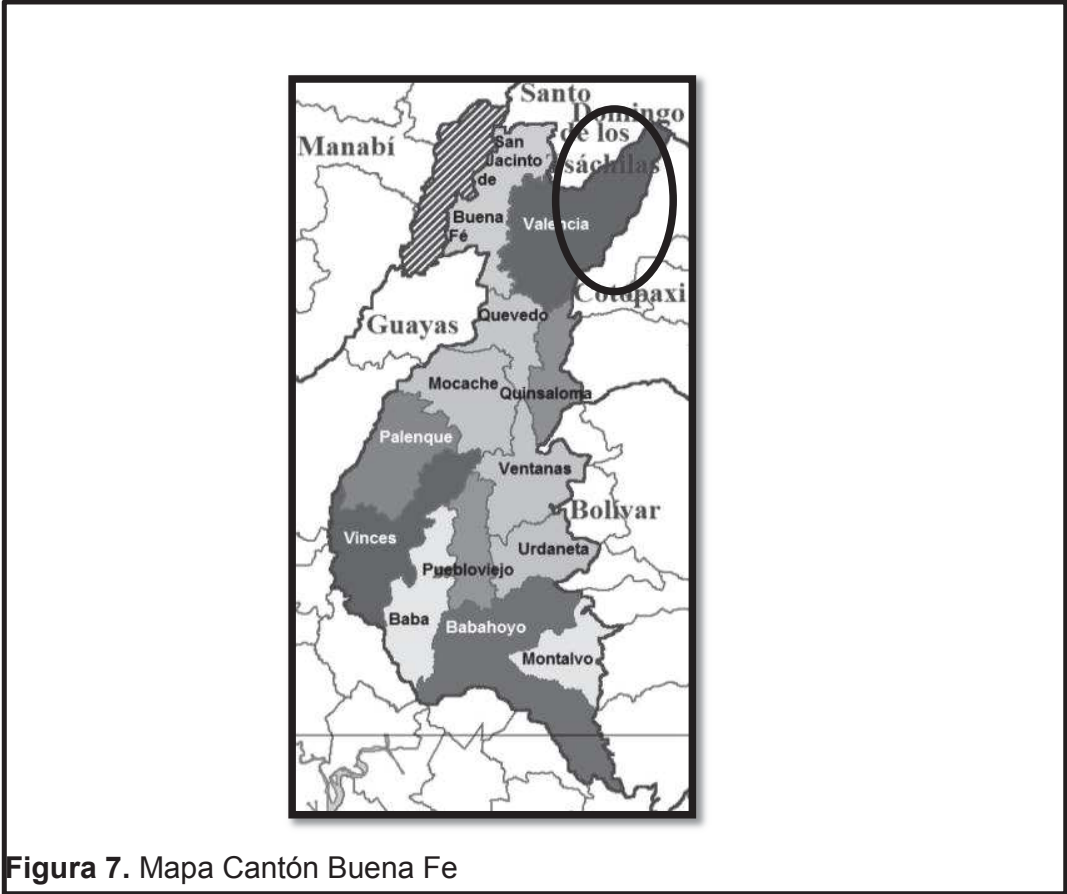 Santo
Domingo
de los
Tsáchilas
Manabí
San
Jacinto
de
Buena
Fé
Valencia
Cotopaxi
Quevedo
Guayas
Mocache
Quinsaloma
Palenque
Ventanas
Bolívar
Vinces
Urdaneta
Puebloviejo
Baba
Babahoyo
Montalvo
Figura 7. Mapa Cantón Buena Fe